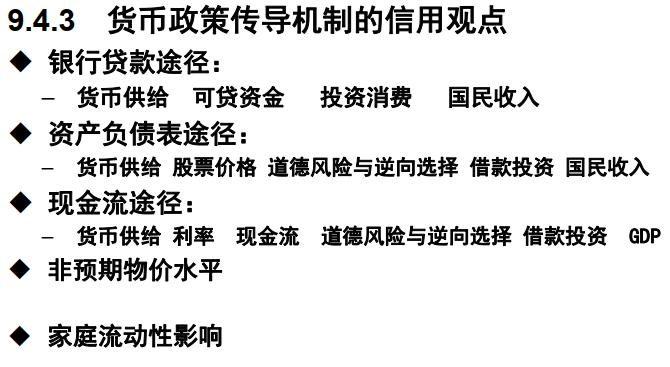 9.4.3 货币政策传导机制的信用观点
◆ 银行贷款途径：
– 货币供给 可贷资金 投资消费 国民收入
◆ 资产负债表途径：
– 货币供给 股票价格 道德风险与逆向选择 借款投资 国民收入
◆ 现金流途径：
– 货币供给 利率 现金流 道德风险与逆向选择 借款投资 GDP
◆ 非预期物价水平
◆ 家庭流动性影响